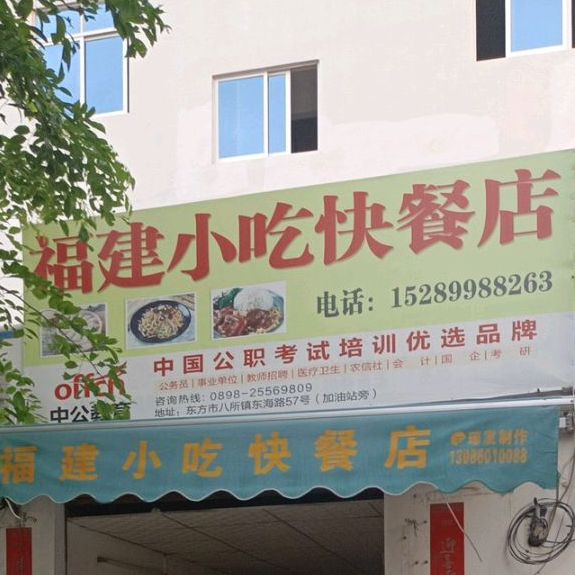 福建小吃快餐店
电话：15289988263
offcn
中公教育
中国公职考试培训优选品牌
公务员|事业单位|教师招聘|医疗卫生|农信社|会 计|国 企|考 研
咨询热线：0898-25569809
地址：东方市八所镇东海路57号（加油站旁）
福建小吃快餐店